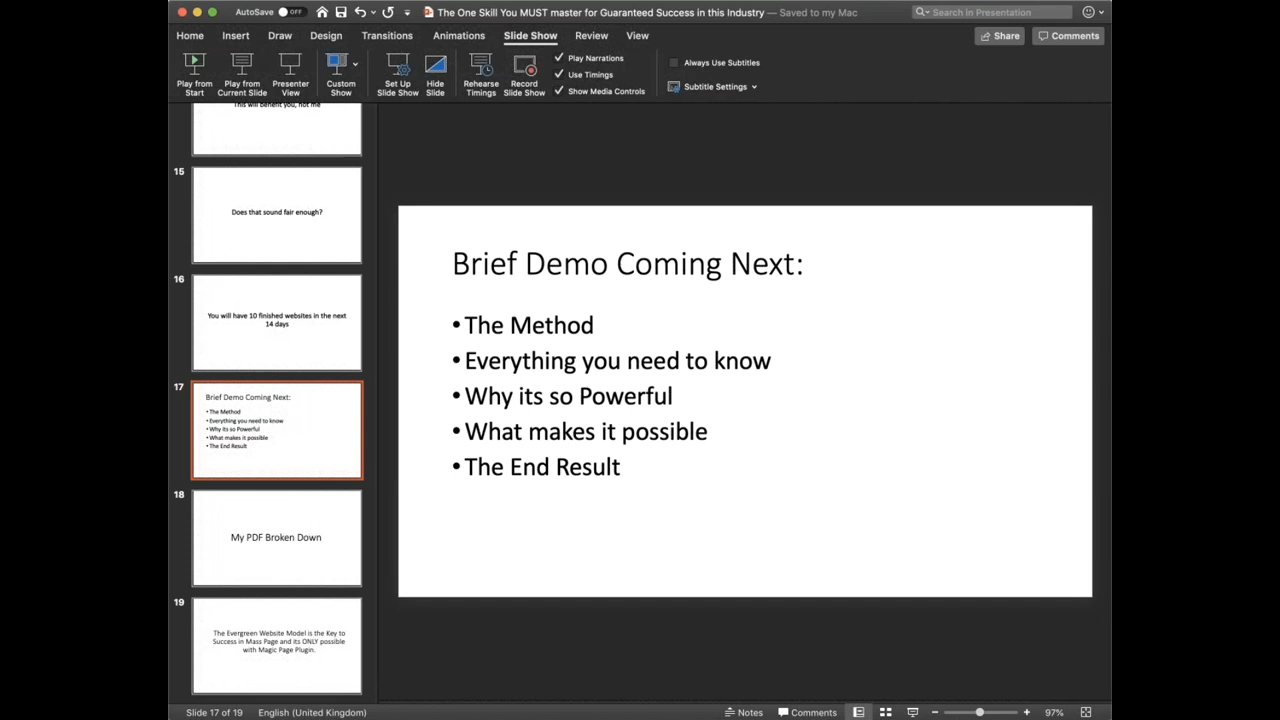 AutoSave OFF
The One Skill You MUST master for Guaranteed Success in this Industry — Saved to my Mac
Search in Presentation
Home Insert Draw Design Transitions Animations Slide Show Review View
Share Comments
Play from Start
Play from Current Slide
Presenter View
Custom Show
Set Up Slide Show
Hide Slide
Rehearse Timings
Record Slide Show
Play Narrations
Use Timings
Show Media Controls
Always Use Subtitles
Subtitle Settings
This will benefit you, not me
15
Does that sound fair enough?
16
You will have 10 finished websites in the next
14 days
17
Brief Demo Coming Next:
• The Method
• Everything you need to know
• Why its so Powerful
• What makes it possible
• The End Result
18
My PDF Broken Down
19
The Evergreen Website Model is the Key to
Success in Mass Page and its ONLY possible
with Magic Page Plugin.
Brief Demo Coming Next:
• The Method
• Everything you need to know
• Why its so Powerful
• What makes it possible
• The End Result
Slide 17 of 19 English (United Kingdom)
Notes Comments 97%